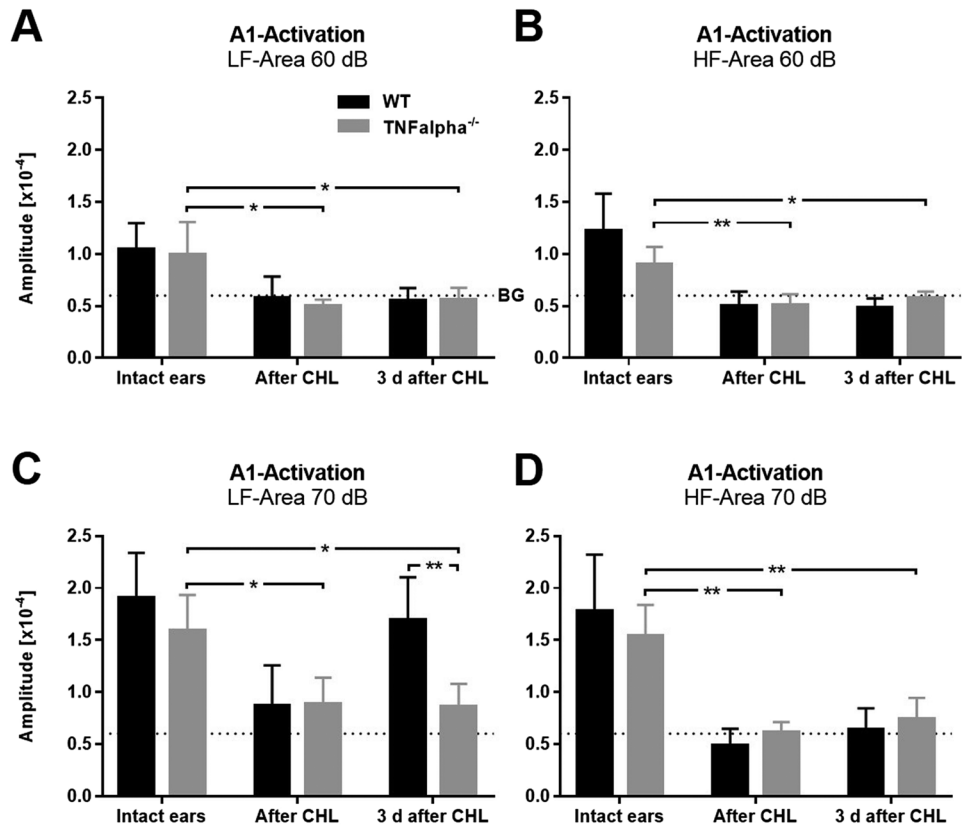 A
A1-Activation
LF-Area 60 dB
2.5
2.0
1.5
1.0
0.5
0.0
Amplitude [x10-4]
WT
TNFalpha-/-
*
*
BG
Intact ears
After CHL
3 d after CHL
B
A1-Activation
HF-Area 60 dB
2.5
2.0
1.5
1.0
0.5
0.0
*
**
Intact ears
After CHL
3 d after CHL
C
A1-Activation
LF-Area 70 dB
2.5
2.0
1.5
1.0
0.5
0.0
Amplitude [x10-4]
*
**
*
Intact ears
After CHL
3 d after CHL
D
A1-Activation
HF-Area 70 dB
2.5
2.0
1.5
1.0
0.5
0.0
**
**
Intact ears
After CHL
3 d after CHL